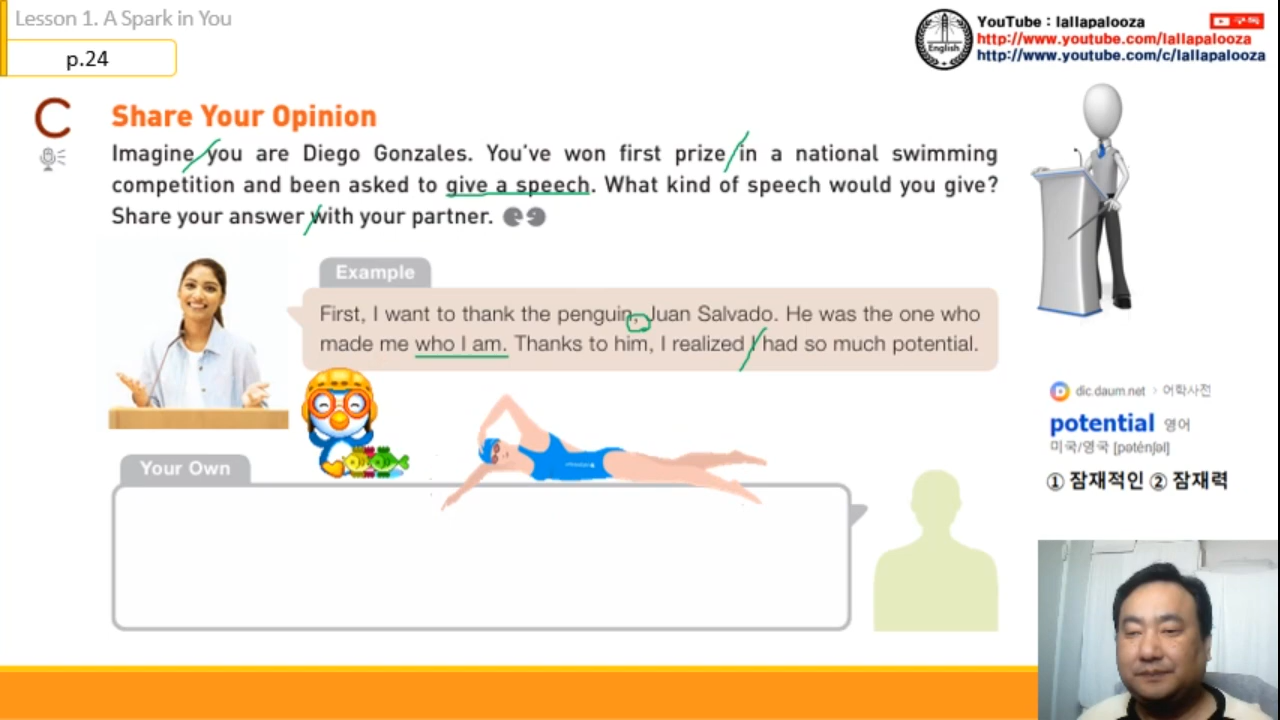 Lesson 1. A Spark in You
p.24
English
YouTube : lallapalooza
구독
http://www.youtube.com/lallapalooza
http://www.youtube.com/c/lallapalooza
C
Share Your Opinion
Imagine you are Diego Gonzales. You've won first prize in a national swimming
competition and been asked to give a speech. What kind of speech would you give?
Share your answer with your partner.
Example
First, I want to thank the penguin, Juan Salvado. He was the one who
made me who I am. Thanks to him, I realized I had so much potential.
dic.daum.net › 어학사전
potential 영어
미국/영국 [pəténʃəl]
① 잠재적인 ② 잠재력
Your Own